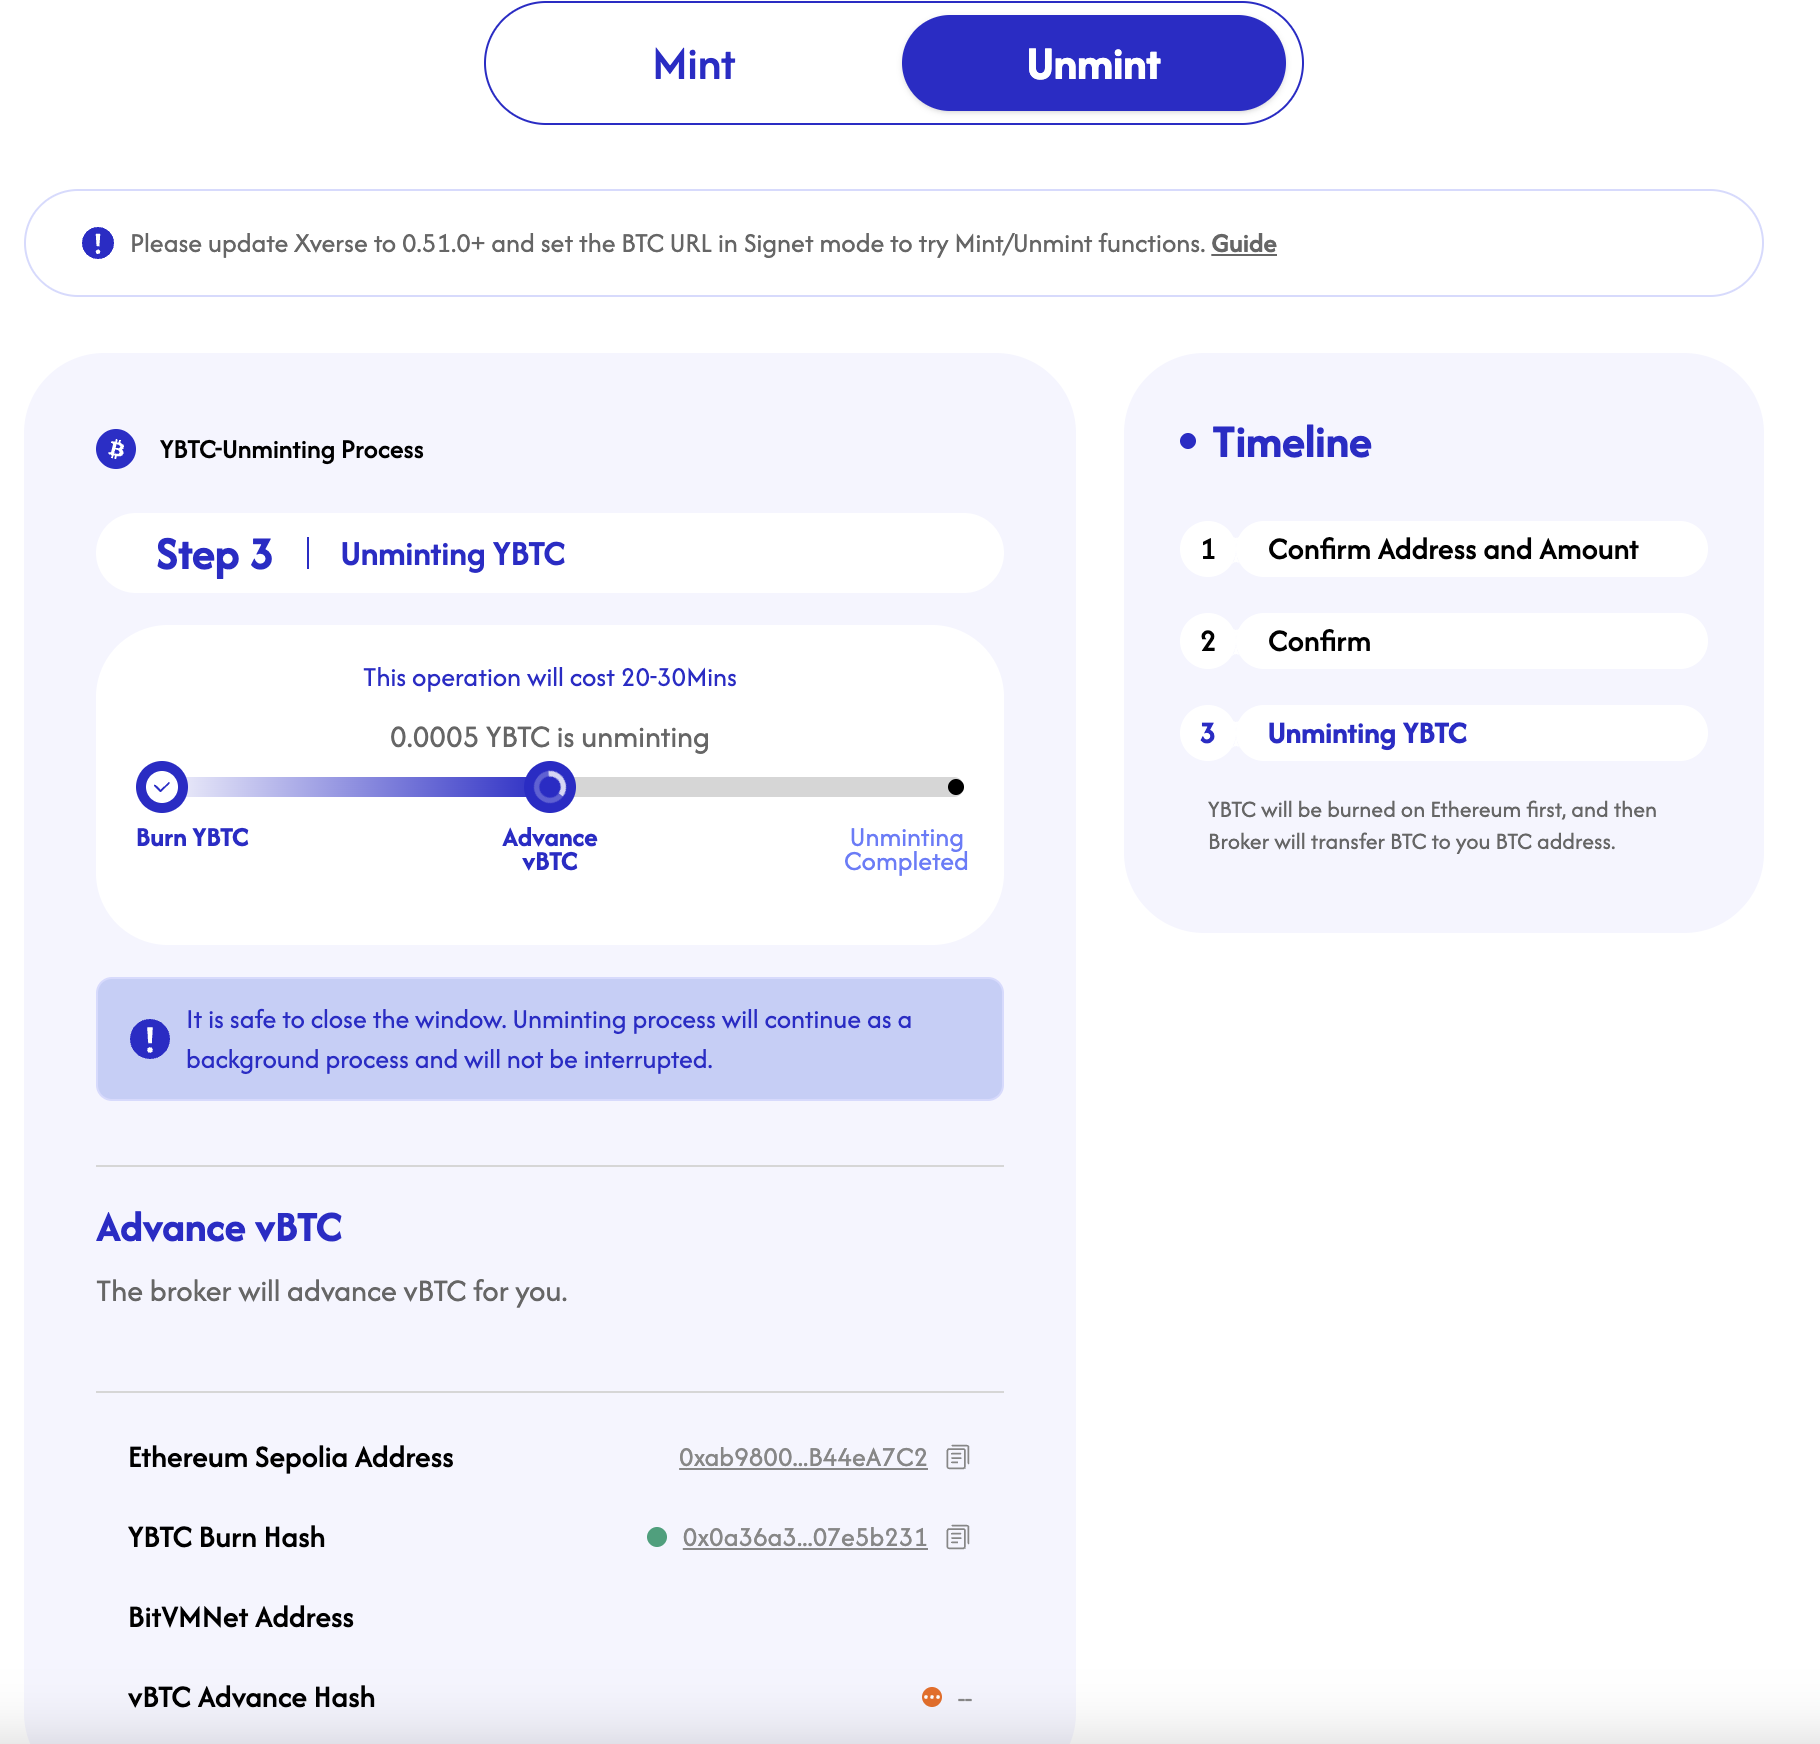 Mint
Unmint
Please update Xverse to 0.51.0+ and set the BTC URL in Signet mode to try Mint/Unmint functions. Guide
YBTC-Unminting Process
Step 3 | Unminting YBTC
This operation will cost 20-30Mins
0.0005 YBTC is unminting
Burn YBTC
Advance
vBTC
Unminting
Completed
It is safe to close the window. Unminting process will continue as a
background process and will not be interrupted.
Advance vBTC
The broker will advance vBTC for you.
Ethereum Sepolia Address 0xab9800...B44eA7C2
YBTC Burn Hash 0x0a36a3...07e5b231
BitVMNet Address
vBTC Advance Hash --
Timeline
1 Confirm Address and Amount
2 Confirm
3 Unminting YBTC
YBTC will be burned on Ethereum first, and then
Broker will transfer BTC to you BTC address.